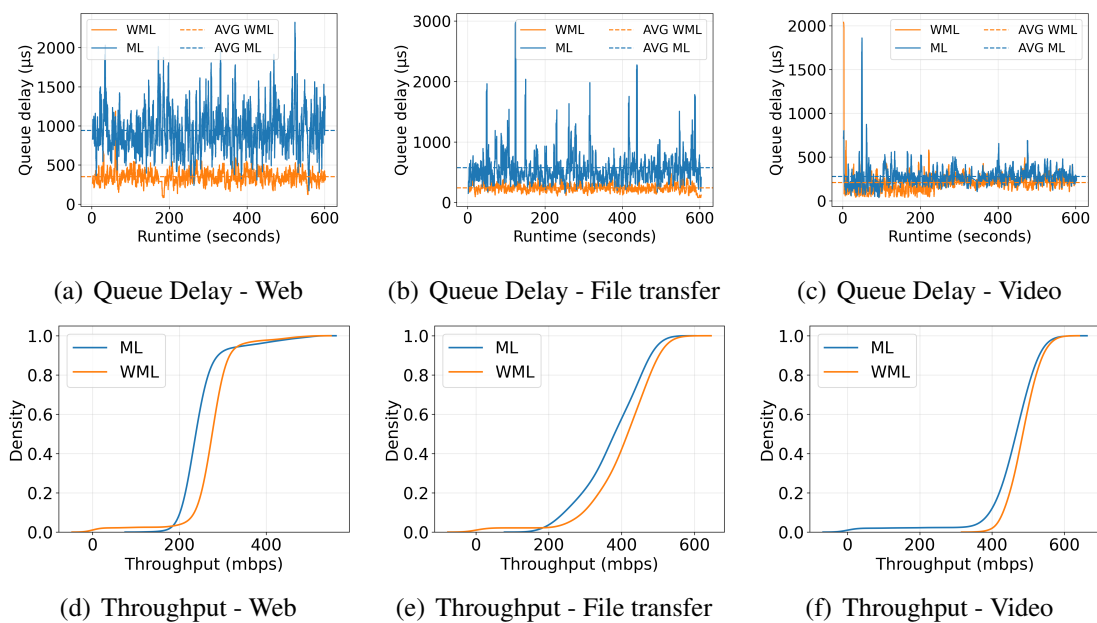 WML
ML
AVG WML
AVG ML
Queue delay (µs)
2000
1500
1000
500
0
0
200
400
600
Runtime (seconds)
(a) Queue Delay - Web
WML
ML
AVG WML
AVG ML
Queue delay (µs)
3000
2000
1000
0
0
200
400
600
Runtime (seconds)
(b) Queue Delay - File transfer
WML
ML
AVG WML
AVG ML
Queue delay (µs)
2000
1500
1000
500
0
0
200
400
600
Runtime (seconds)
(c) Queue Delay - Video
ML
WML
Density
1.0
0.8
0.6
0.4
0.2
0.0
0
200
400
Throughput (mbps)
(d) Throughput - Web
ML
WML
Density
1.0
0.8
0.6
0.4
0.2
0.0
0
200
400
600
Throughput (mbps)
(e) Throughput - File transfer
ML
WML
Density
1.0
0.8
0.6
0.4
0.2
0.0
0
200
400
600
Throughput (mbps)
(f) Throughput - Video